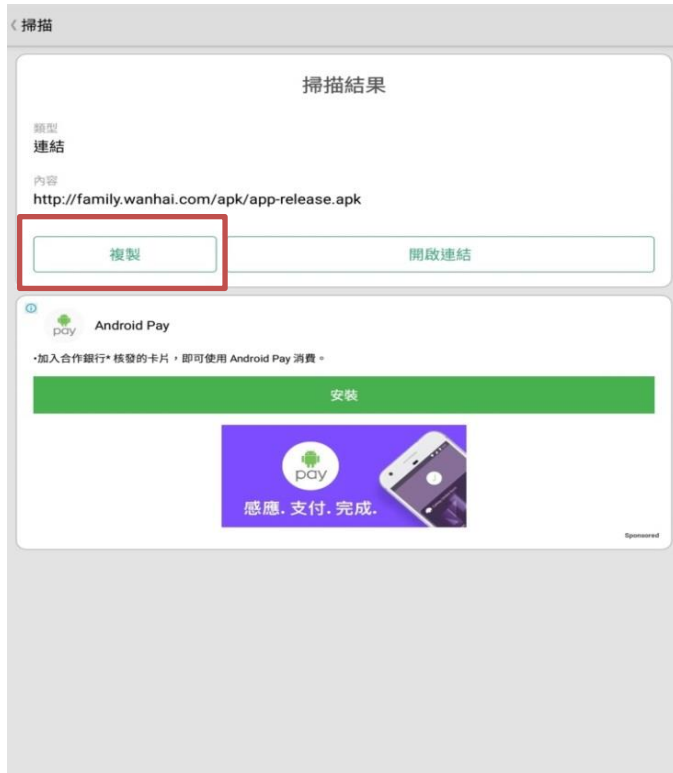 掃描
掃描結果
類型
連結
內容
http://family.wanhai.com/apk/app-release.apk
複製
開啟連結
pay
Android Pay
•加入合作銀行* 核發的卡片，即可使用 Android Pay 消費。
安裝
pay
感應. 支付. 完成.
Sponsored